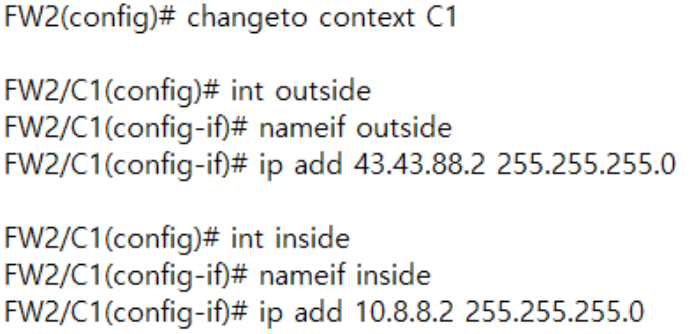 FW2(config)# changeto context C1
FW2/C1(config)# int outside
FW2/C1(config-if)# nameif outside
FW2/C1(config-if)# ip add 43.43.88.2 255.255.255.0
FW2/C1(config)# int inside
FW2/C1(config-if)# nameif inside
FW2/C1(config-if)# ip add 10.8.8.2 255.255.255.0